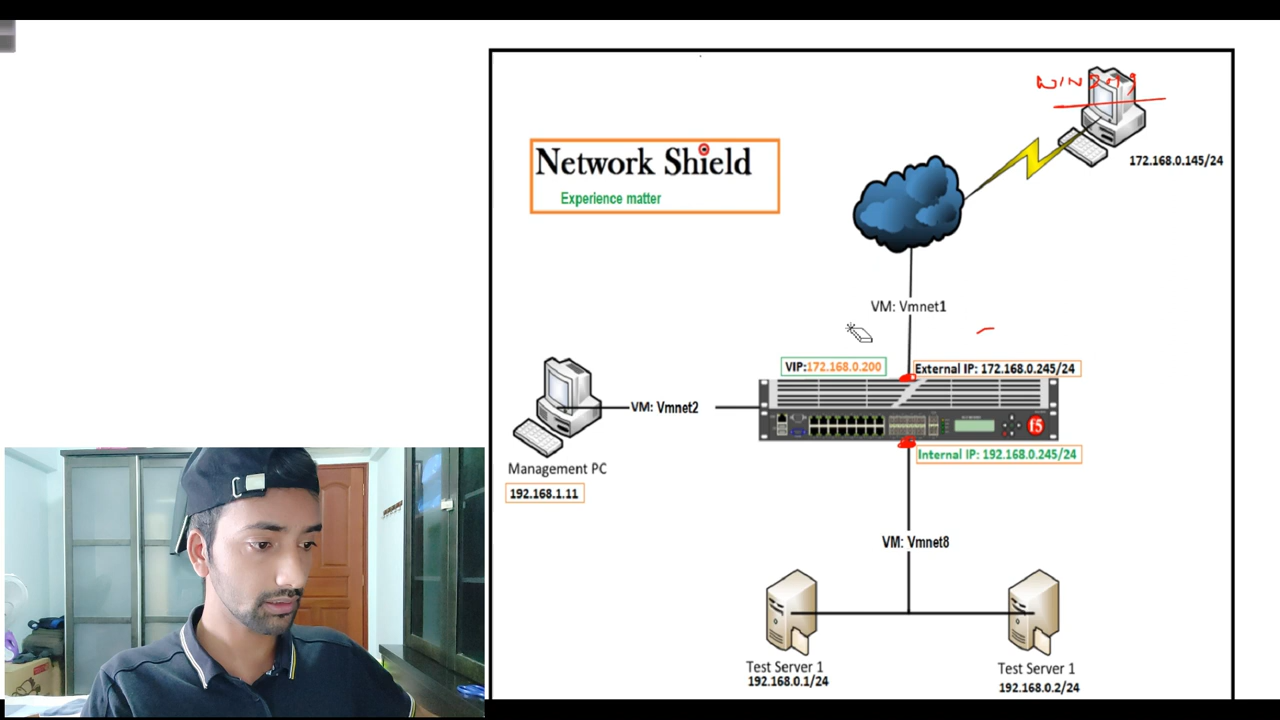 172.168.0.145/24
Network Shield
Experience matter
VM: Vmnet1
VIP:172.168.0.200
External IP: 172.168.0.245/24
f5
VM: Vmnet2
Internal IP: 192.168.0.245/24
Management PC
192.168.1.11
VM: Vmnet8
Test Server 1
192.168.0.1/24
Test Server 1
192.168.0.2/24